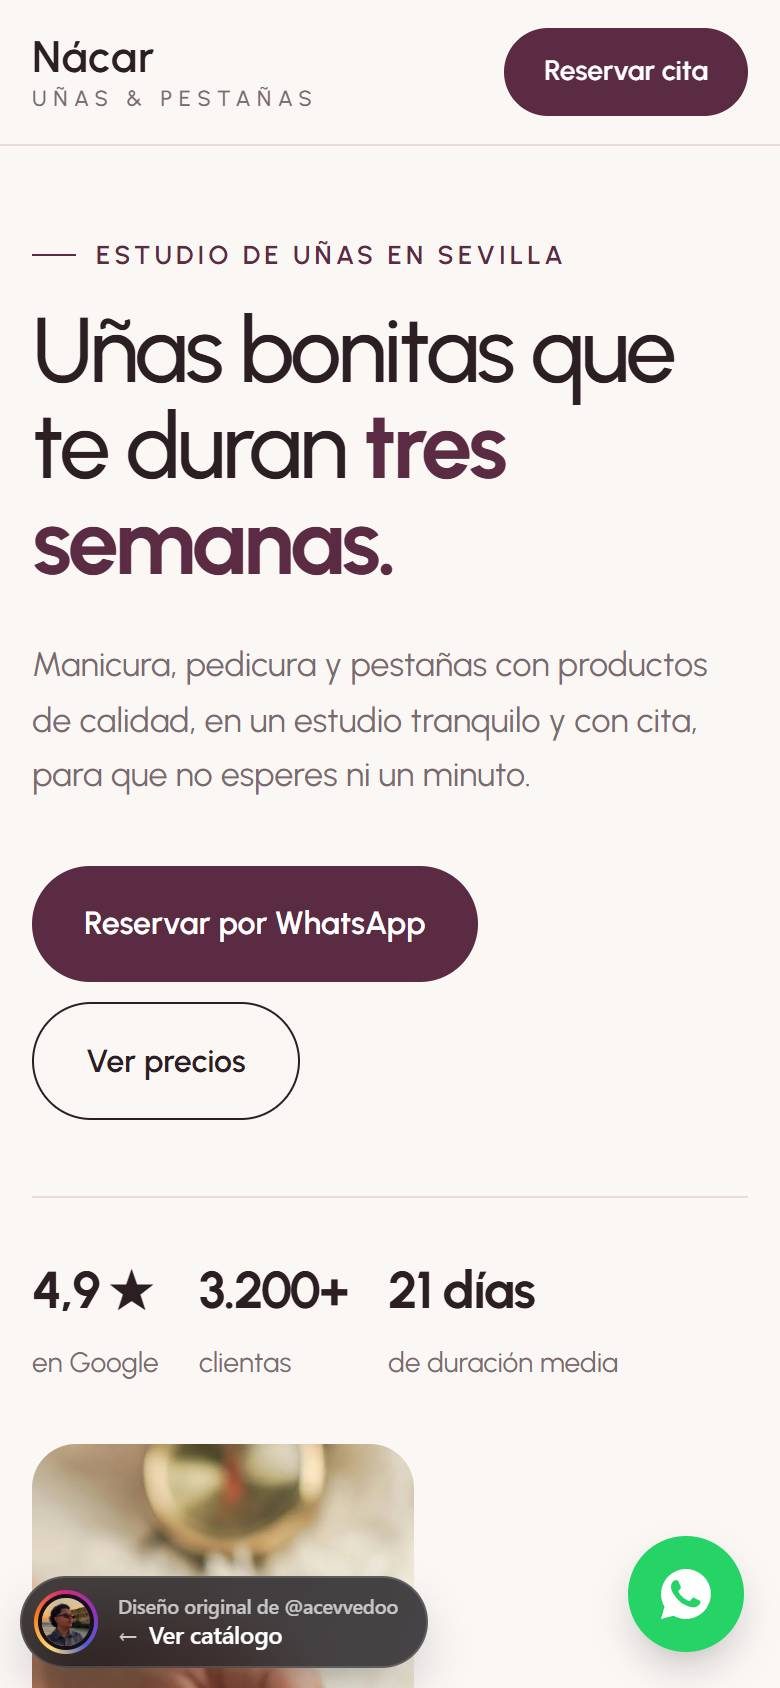 Nácar
UÑAS & PESTAÑAS
Reservar cita
ESTUDIO DE UÑAS EN SEVILLA
Uñas bonitas que
te duran tres
semanas.
Manicura, pedicura y pestañas con productos
de calidad, en un estudio tranquilo y con cita,
para que no esperes ni un minuto.
Reservar por WhatsApp
Ver precios
4,9 ★
en Google
3.200+
clientas
21 días
de duración media
Diseño original de @acevvedoo
← Ver catálogo